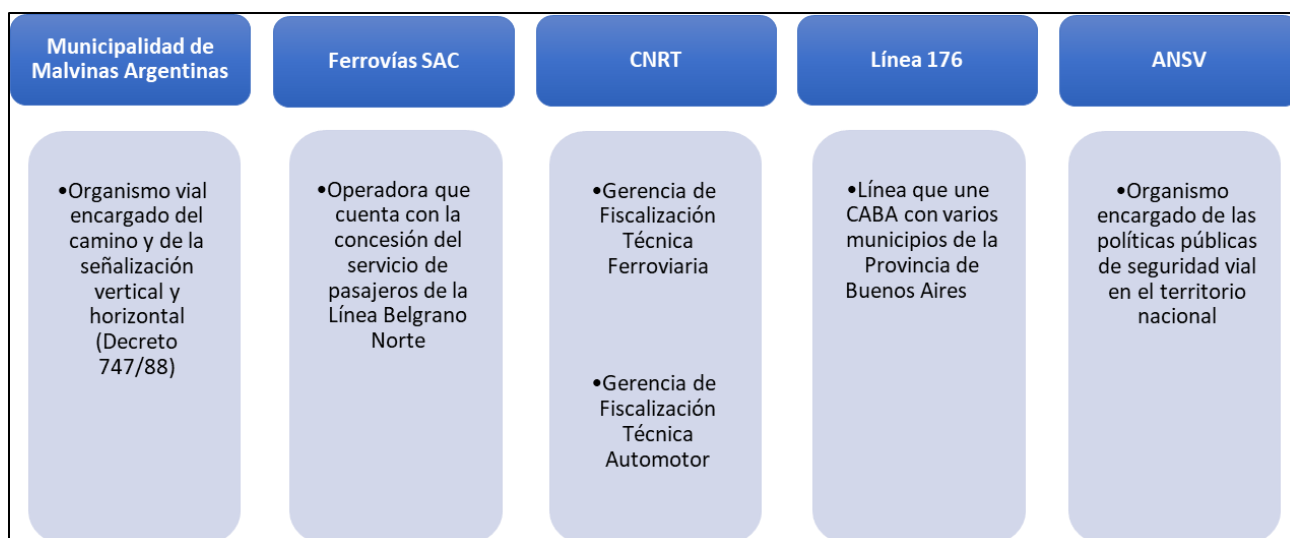 Municipalidad de
Malvinas Argentinas
•Organismo vial
encargado del
camino y de la
señalización
vertical y
horizontal
(Decreto
747/88)
Ferrovías SAC
•Operadora que
cuenta con la
concesión del
servicio de
pasajeros de la
Línea Belgrano
Norte
CNRT
•Gerencia de
Fiscalización
Técnica
Ferroviaria
•Gerencia de
Fiscalización
Técnica
Automotor
Línea 176
•Línea que une
CABA con varios
municipios de la
Provincia de
Buenos Aires
ANSV
•Organismo
encargado de las
políticas públicas
de seguridad vial
en el territorio
nacional